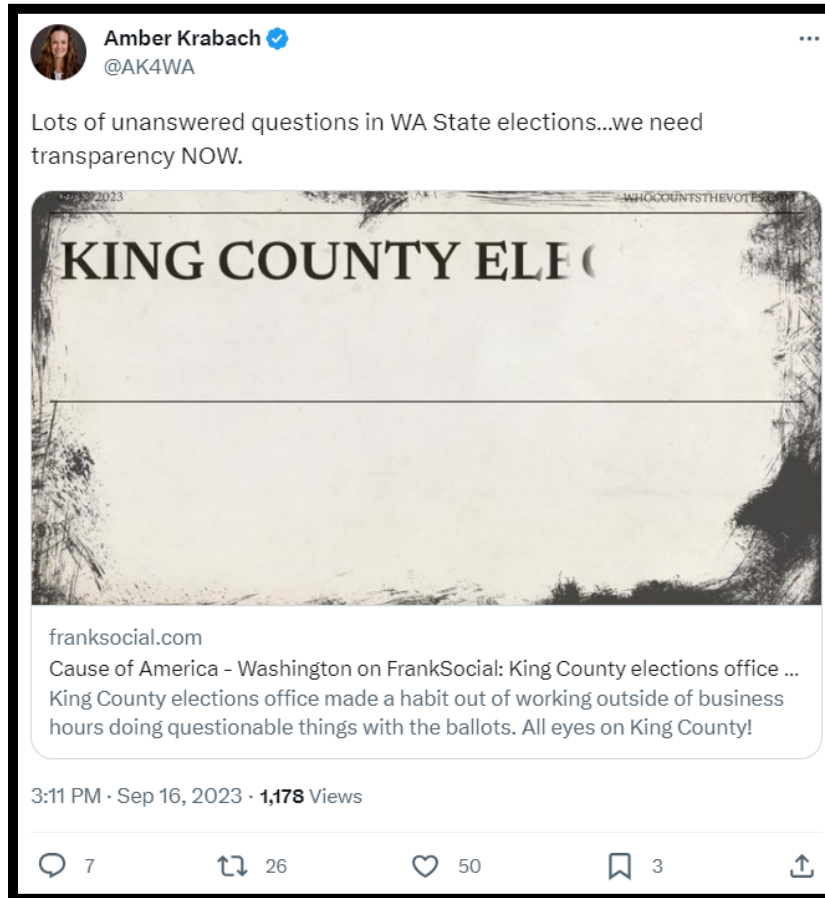 Amber Krabach
@AK4WA
Lots of unanswered questions in WA State elections...we need
transparency NOW.
2023
WHOCOUNTSTHEVOTES.COM
KING COUNTY ELE
franksocial.com
Cause of America - Washington on FrankSocial: King County elections office ...
King County elections office made a habit out of working outside of business
hours doing questionable things with the ballots. All eyes on King County!
3:11 PM · Sep 16, 2023 · 1,178 Views
7 26 50 3